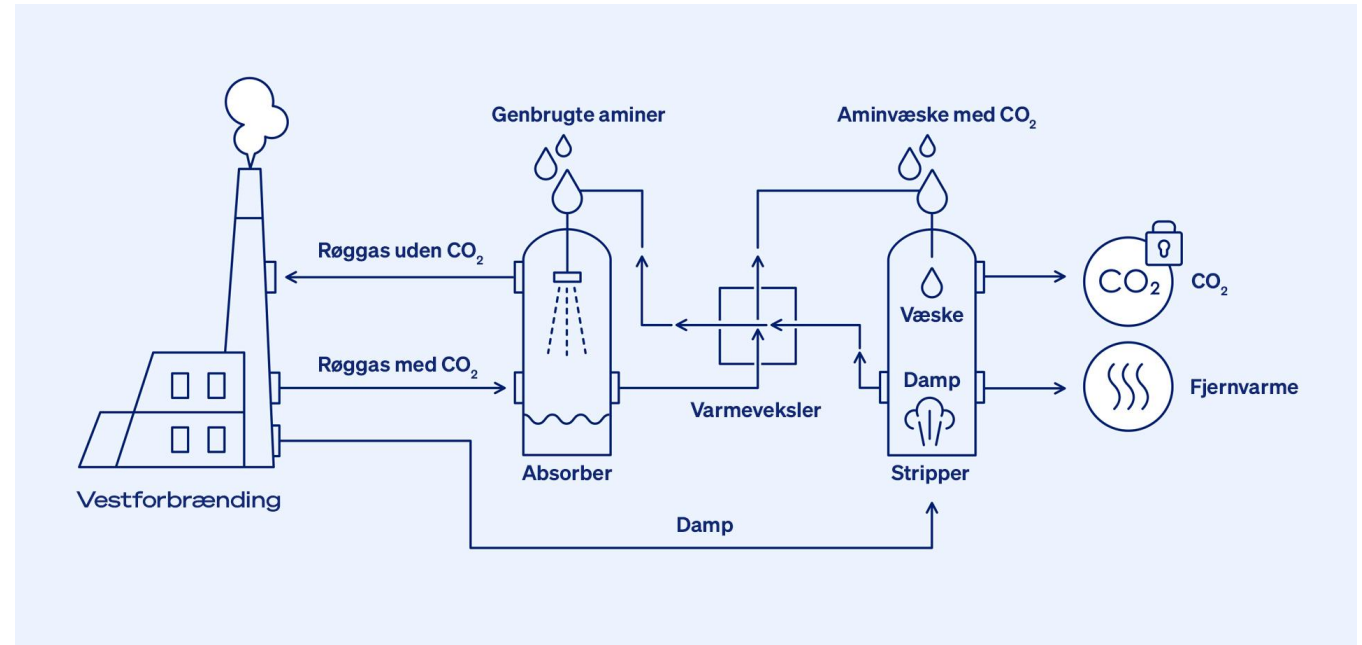 Genbrugte aminer
Aminvæske med CO₂
Røggas uden CO₂
CO₂
CO₂
Væske
Røggas med CO₂
Damp
Fjernvarme
Varmeveksler
Absorber
Stripper
Vestforbrænding
Damp